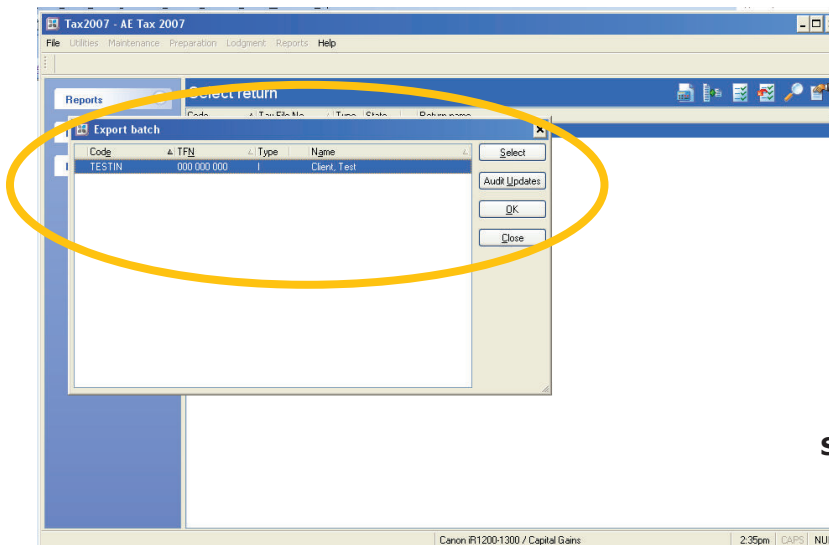 Tax2007 - AE Tax 2007
File Utilities Maintenance Preparation Lodgment Reports Help
Reports
Select return
Code Tax File No Type State Return name
Export batch
Code TFN Type Name
TESTIN 000 000 000 I Client, Test
Select
Audit Updates
OK
Close
S
Canon iR1200-1300 / Capital Gains 2:35pm CAPS NU